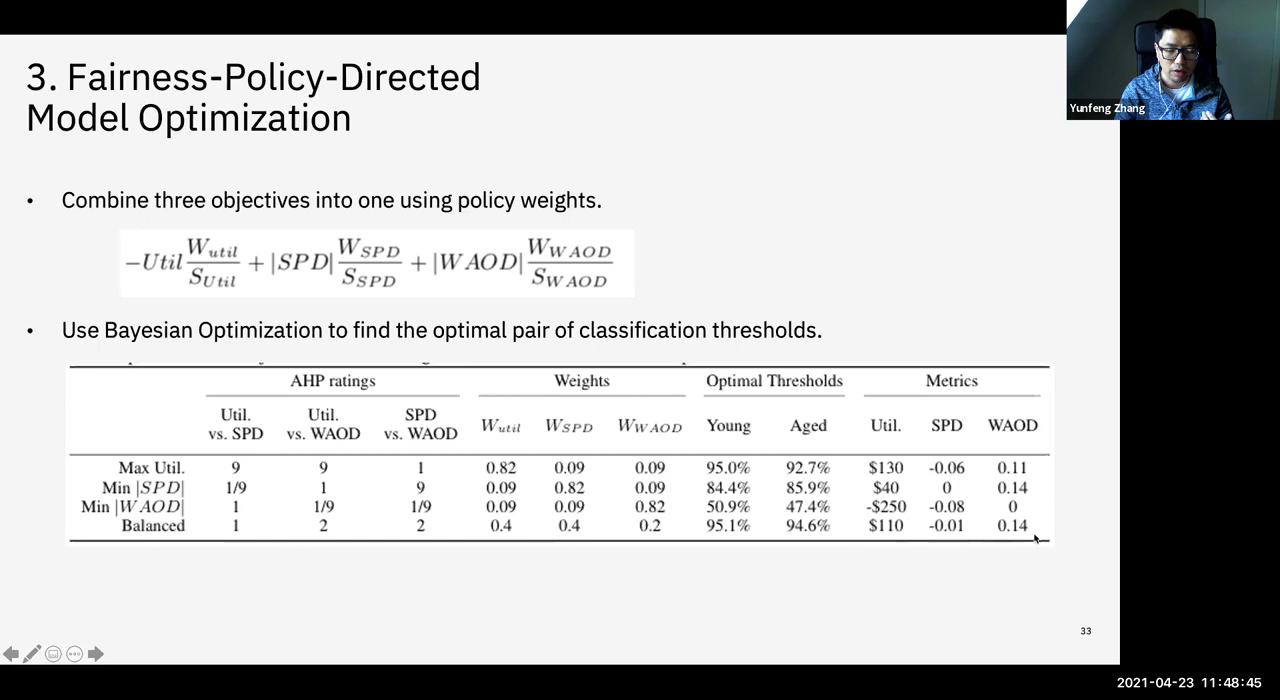 3. Fairness-Policy-Directed
Model Optimization
Yunfeng Zhang
• Combine three objectives into one using policy weights.
−Util W_util/S_Util + |SPD| W_SPD/S_SPD + |WAOD| W_WAOD/S_WAOD
• Use Bayesian Optimization to find the optimal pair of classification thresholds.
AHP ratings Weights Optimal Thresholds Metrics
Util. vs. SPD Util. vs. WAOD SPD vs. WAOD W_util W_SPD W_WAOD Young Aged Util. SPD WAOD
Max Util. 9 9 1 0.82 0.09 0.09 95.0% 92.7% $130 -0.06 0.11
Min |SPD| 1/9 1 9 0.09 0.82 0.09 84.4% 85.9% $40 0 0.14
Min |WAOD| 1 1/9 1/9 0.09 0.09 0.82 50.9% 47.4% -$250 -0.08 0
Balanced 1 2 2 0.4 0.4 0.2 95.1% 94.6% $110 -0.01 0.14
33
2021-04-23 11:48:45